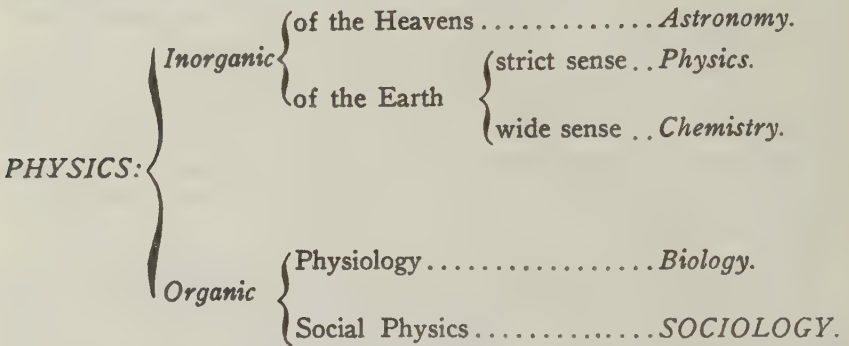 of the Heavens ............. Astronomy.
Inorganic
strict sense .. Physics.
of the Earth
wide sense .. Chemistry.
PHYSICS:
Physiology ................. Biology.
Organic
Social Physics .............. SOCIOLOGY.